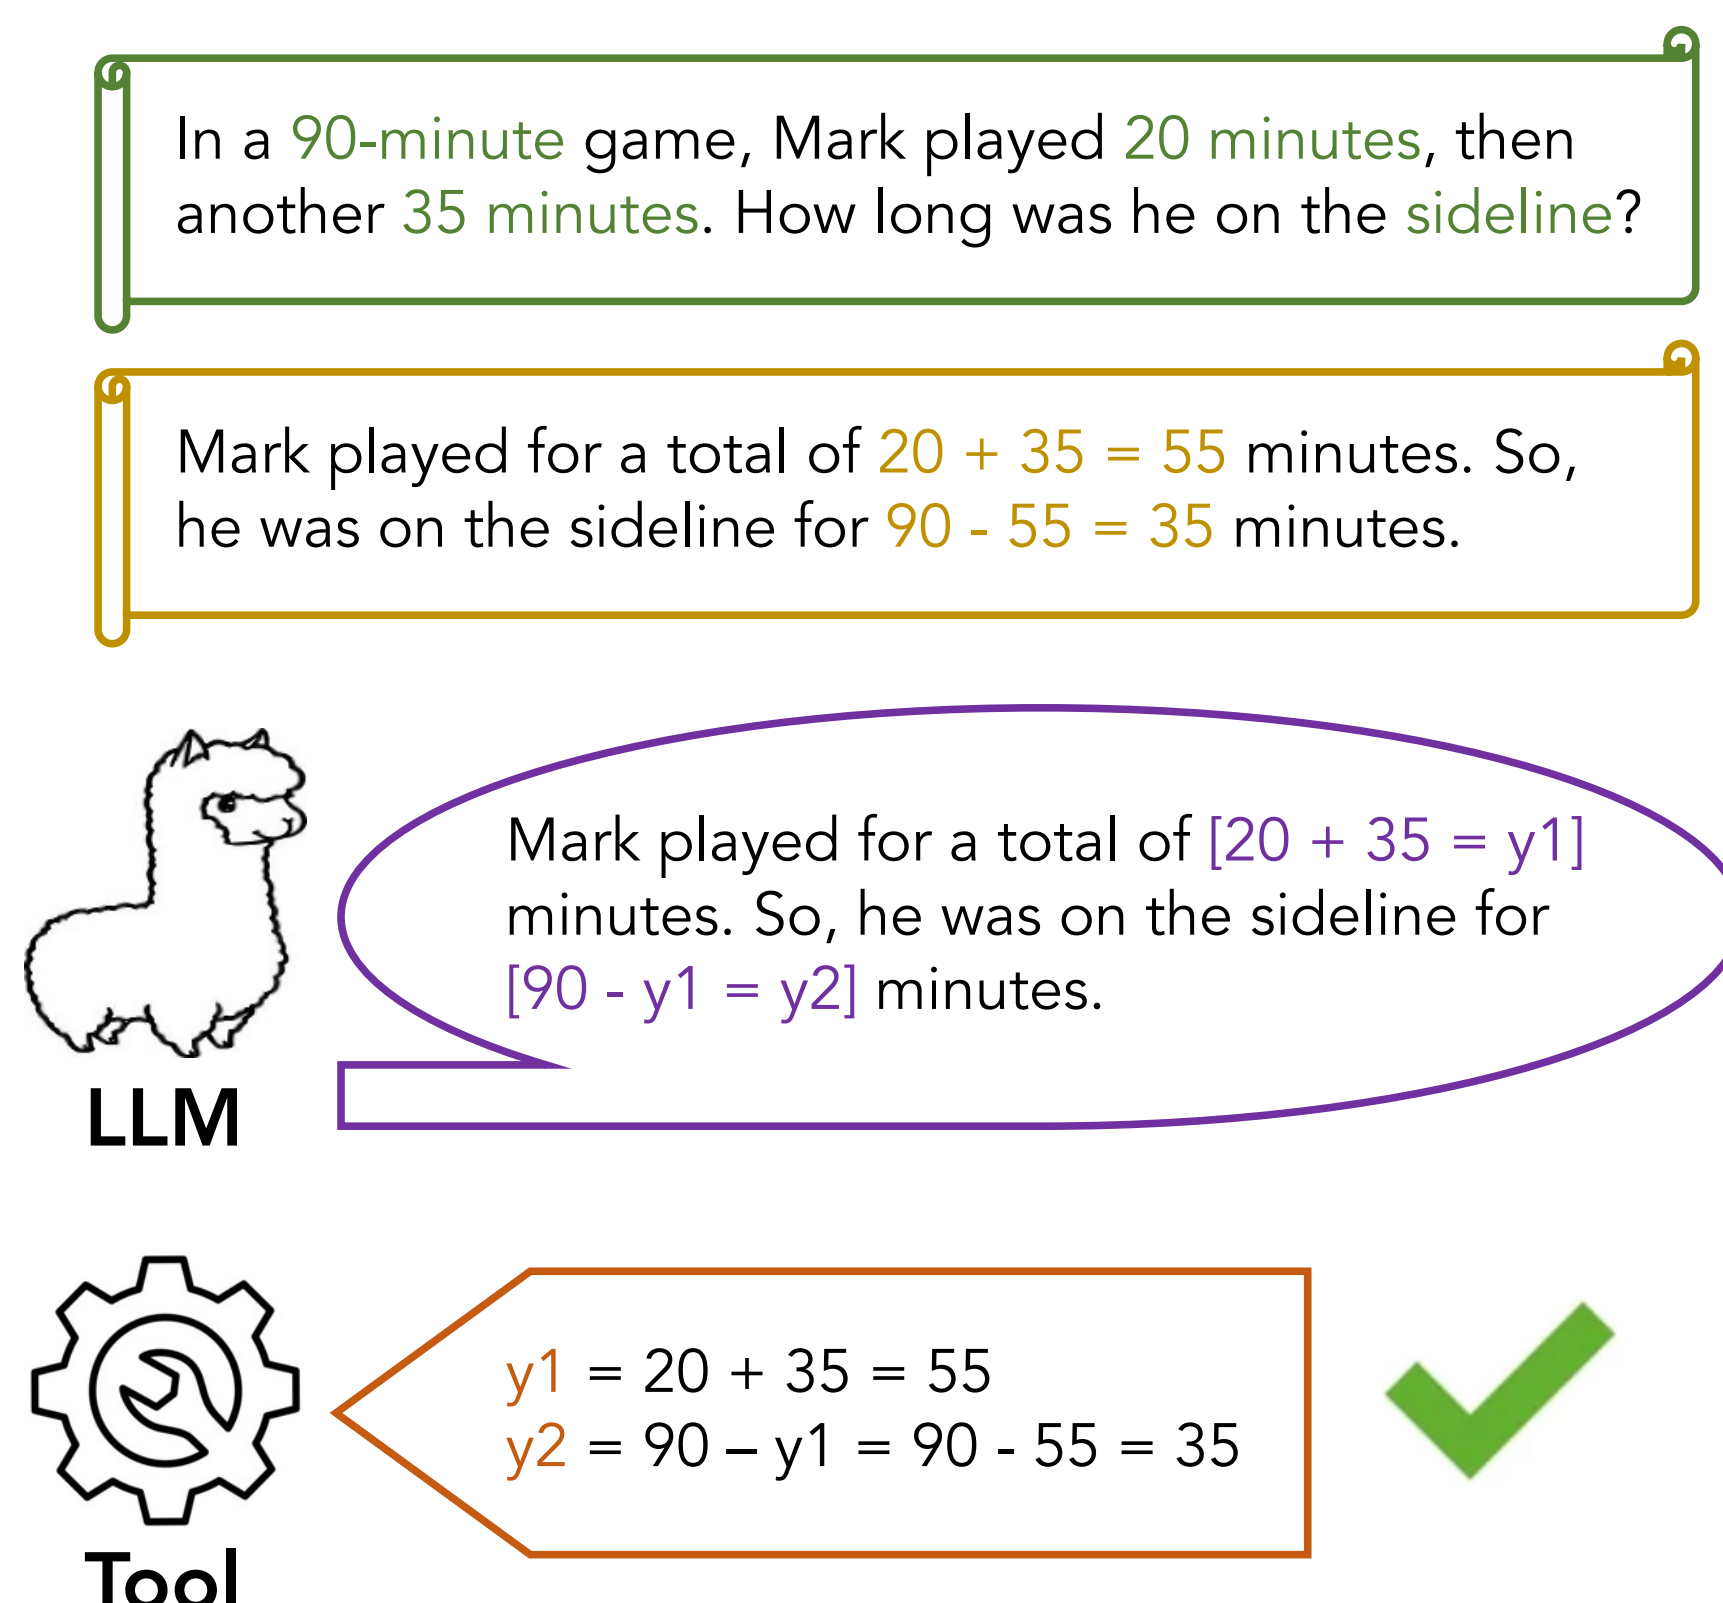 In a 90-minute game, Mark played 20 minutes, then
another 35 minutes. How long was he on the sideline?
Mark played for a total of 20 + 35 = 55 minutes. So,
he was on the sideline for 90 - 55 = 35 minutes.
Mark played for a total of [20 + 35 = y1]
minutes. So, he was on the sideline for
[90 - y1 = y2] minutes.
LLM
y1 = 20 + 35 = 55
y2 = 90 – y1 = 90 - 55 = 35
Tool